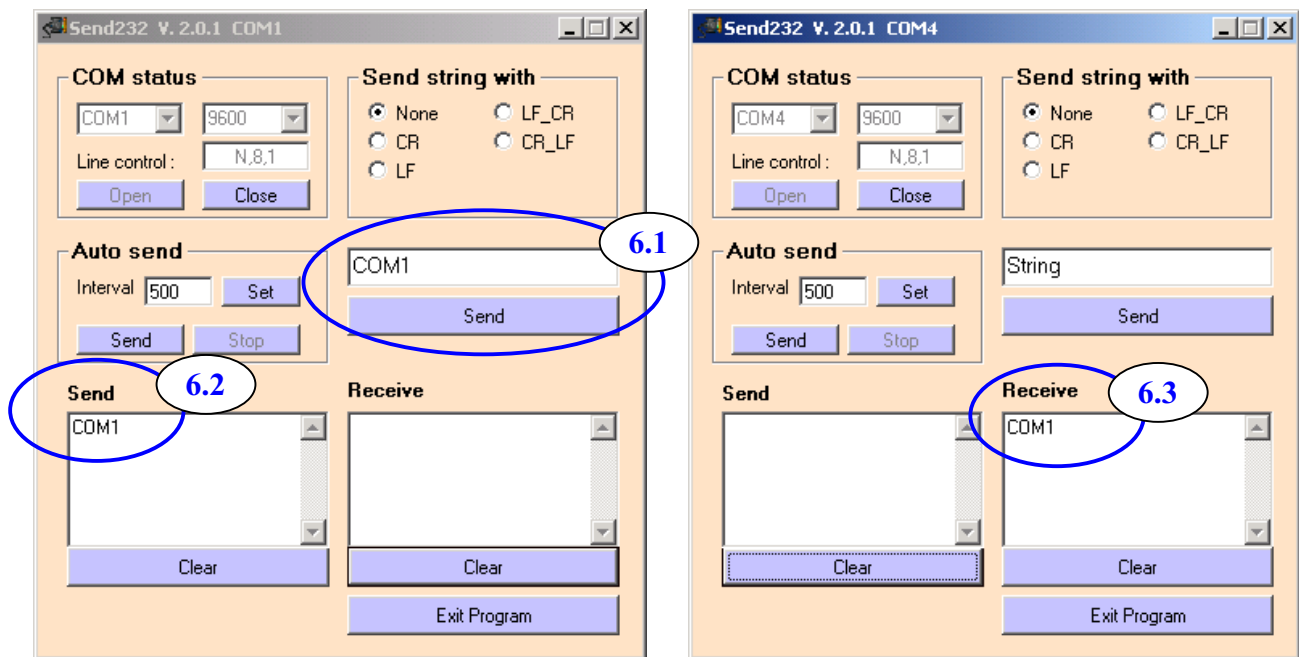 Send232 V. 2.0.1 COM1
COM status
COM1
9600
Line control :
N,8,1
Open
Close
Send string with
None
LF_CR
CR
CR_LF
LF
Auto send
Interval
500
Set
Send
Stop
COM1
Send
6.1
Send
6.2
COM1
Clear
Receive
Clear
Exit Program
Send232 V. 2.0.1 COM4
COM status
COM4
9600
Line control :
N,8,1
Open
Close
Send string with
None
LF_CR
CR
CR_LF
LF
Auto send
Interval
500
Set
Send
Stop
String
Send
Send
Clear
Receive
6.3
COM1
Clear
Exit Program